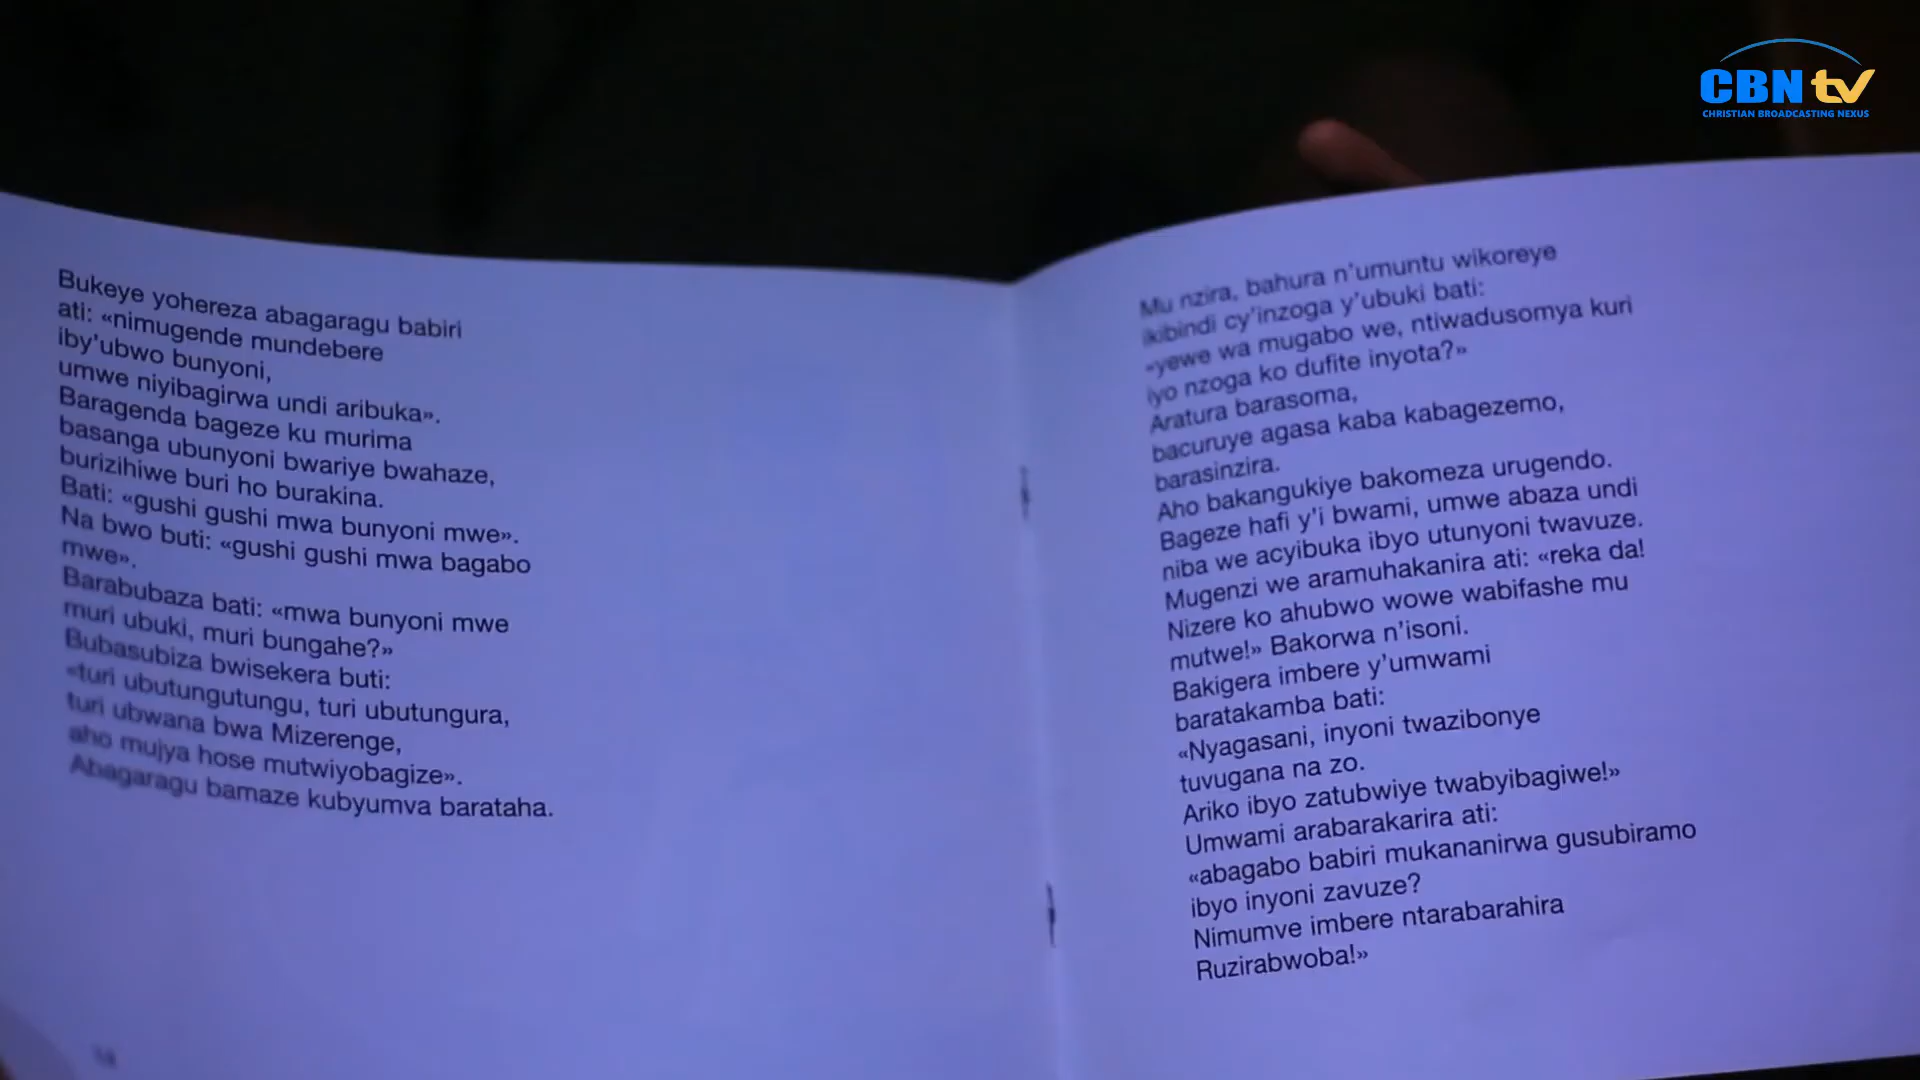 Bukeye yohereza abagaragu babiri
ati: «nimugende mundebere
iby'ubwo bunyoni,
umwe niyibagirwa undi aribuka».
Baragenda bageze ku murima
basanga ubunyoni bwariye bwahaze,
burizihiwe buri ho burakina.
Bati: «gushi gushi mwa bunyoni mwe».
Na bwo buti: «gushi gushi mwa bagabo
mwe».
Barabubaza bati: «mwa bunyoni mwe
muri ubuki, muri bungahe?»
Bubasubiza bwisekera buti:
«turi ubutungutungu, turi ubutungura,
turi ubwana bwa Mizerenge,
aho mujya hose mutwiyobagize».
Abagaragu bamaze kubyumva barataha.
Mu nzira, bahura n'umuntu wikoreye
ikibindi cy'inzoga y'ubuki bati:
«yewe wa mugabo we, ntiwadusomya kuri
iyo nzoga ko dufite inyota?»
Aratura barasoma,
bacuruye agasa kaba kabagezemo,
barasinzira.
Aho bakangukiye bakomeza urugendo.
Bageze hafi y'i bwami, umwe abaza undi
niba we acyibuka ibyo utunyoni twavuze.
Mugenzi we aramuhakanira ati: «reka da!
Nizere ko ahubwo wowe wabifashe mu
mutwe!» Bakorwa n'isoni.
Bakigera imbere y'umwami
baratakamba bati:
«Nyagasani, inyoni twazibonye
tuvugana na zo.
Ariko ibyo zatubwiye twabyibagiwe!»
Umwami arabarakarira ati:
«abagabo babiri mukananirwa gusubiramo
ibyo inyoni zavuze?
Nimumve imbere ntarabarahira
Ruzirabwoba!»
CBN tv
CHRISTIAN BROADCASTING NEXUS